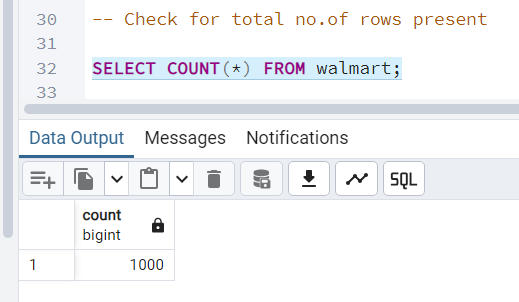 30 -- Check for total no.of rows present
31
32 SELECT COUNT(*) FROM walmart;
33
Data Output Messages Notifications
SQL
count
bigint
1 1000